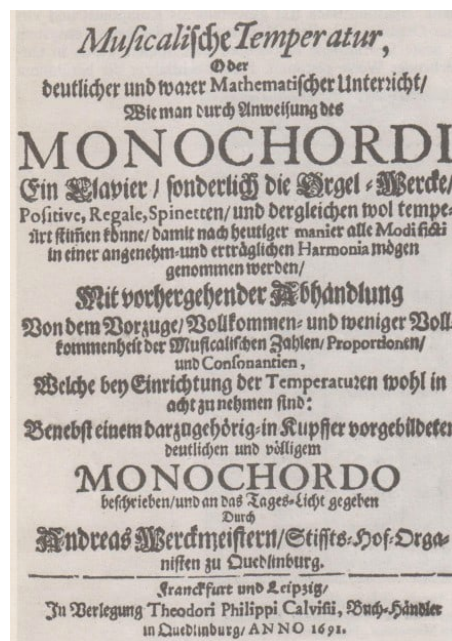 Musicalische Temperatur,
Oder
deutlicher und warer Mathematischer Unterricht/
Wie man durch Anweisung des
MONOCHORDI
Ein Clavier / sonderlich die Orgel-Wercke/
Positive, Regale, Spinetten/ und dergleichen wol tempe-
rirt stim̃en könne/ damit nach heutiger manier alle Modi ficti
in einer angenehm- und erträglichen Harmonia mögen
genommen werden/
Mit vorhergehender Abhandlung
Von dem Vorzuge/ Vollkommen- und weniger Voll-
kommenheit der Musicalischen Zahlen/ Proportionen/
und Consonantien,
Welche bey Einrichtung der Temperaturen wohl in
acht zu nehmen sind:
Benebst einem darzugehörig- in Kupffer vorgebildeten
deutlichen und völligem
MONOCHORDO
beschrieben/ und an das Tages-Licht gegeben
Durch
Andreas Werckmeistern/ Stiffts-Hof-Orga-
nisten zu Quedlinburg.
Franckfurt und Leipzig/
In Verlegung Theodori Philippi Calvisii, Buch-Händler
in Quedlinburg/ ANNO 1691.